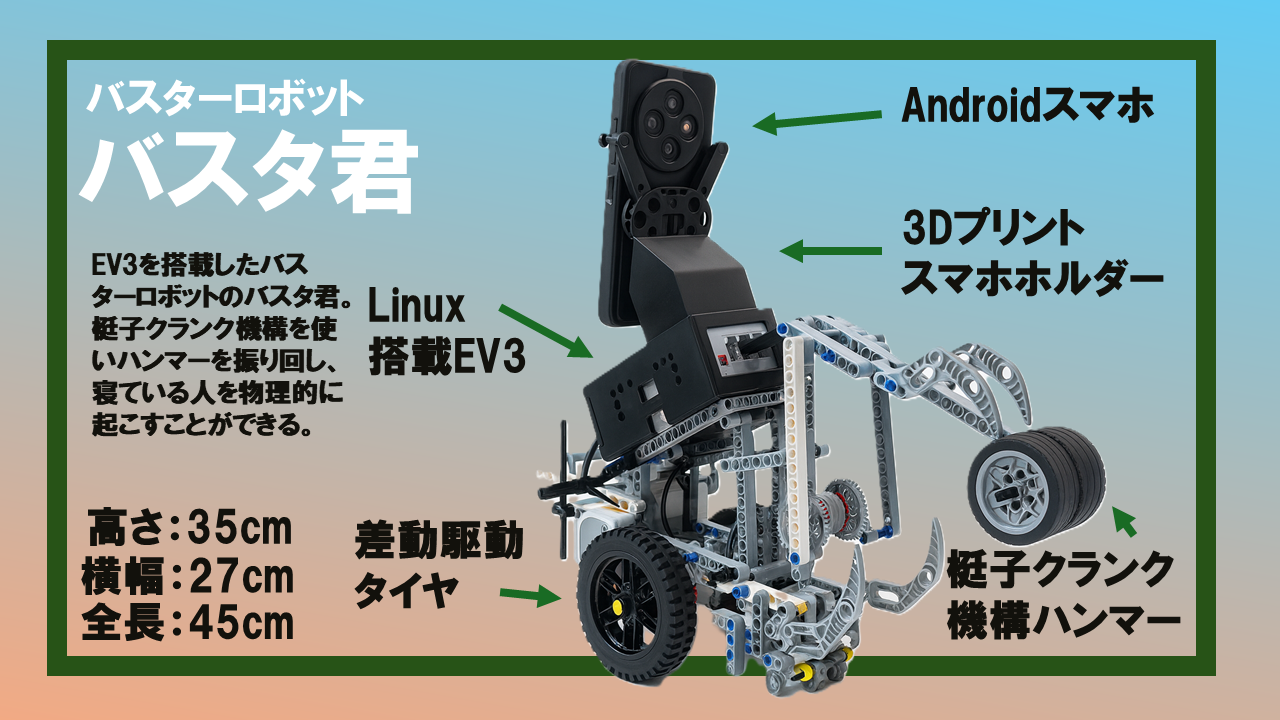 バスターロボット
バスタ君
EV3を搭載したバス
ターロボットのバスタ君。
梃子クランク機構を使
いハンマーを振り回し、
寝ている人を物理的に
起こすことができる。
高さ：35cm
横幅：27cm
全長：45cm
Linux
搭載EV3
差動駆動
タイヤ
Androidスマホ
3Dプリント
スマホホルダー
梃子クランク
機構ハンマー